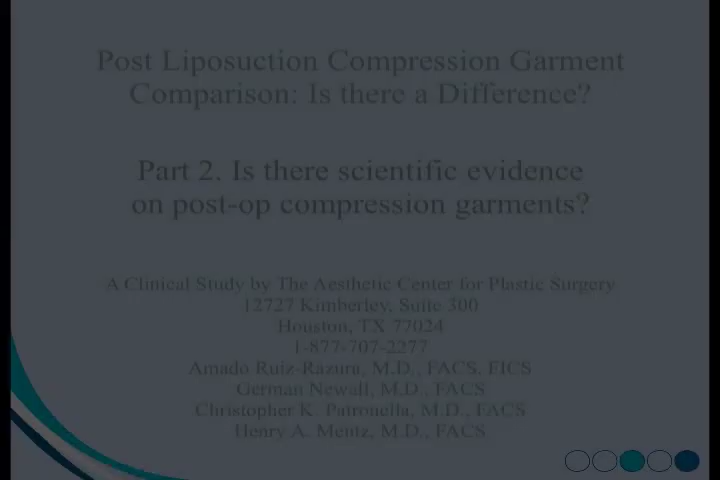 Post Liposuction Compression Garment
Comparison: Is there a Difference?
Part 2. Is there scientific evidence
on post-op compression garments?
A Clinical Study by The Aesthetic Center for Plastic Surgery
12727 Kimberley, Suite 300
Houston, TX 77024
1-877-707-2277
Amado Ruiz-Razura, M.D., FACS, FICS
German Newall, M.D., FACS
Christopher K. Patronella, M.D., FACS
Henry A. Mentz, M.D., FACS